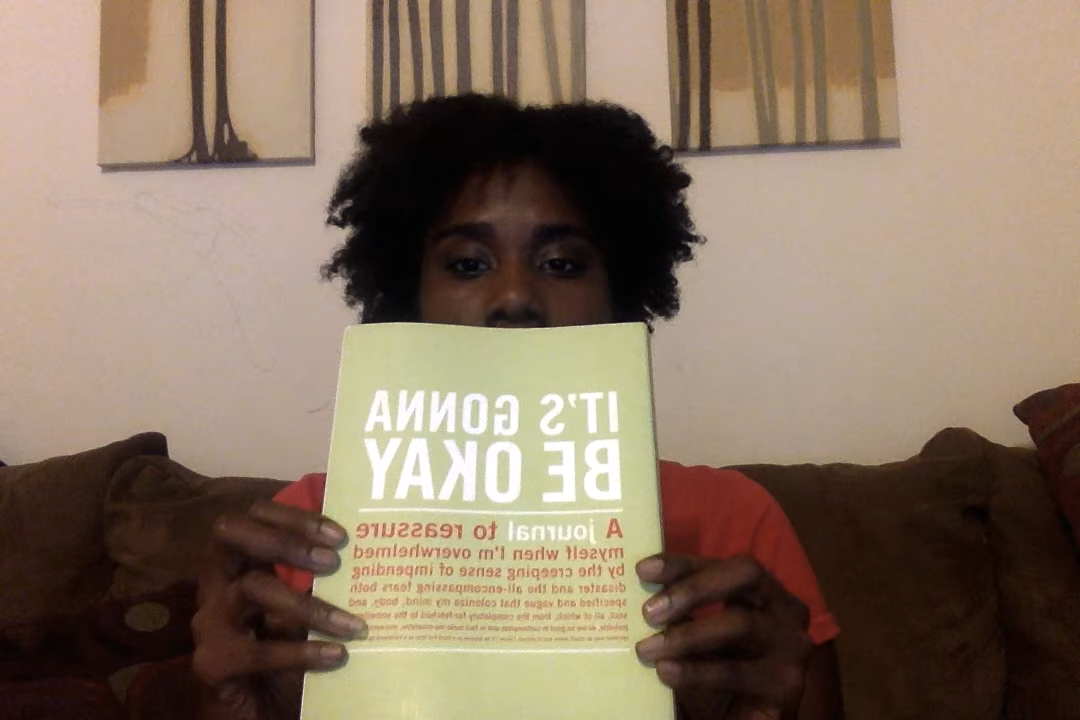 IT'S GONNA
BE OKAY
A journal to reassure
myself when I'm overwhelmed
by the creeping sense of impending
disaster and the all-encompassing fears both
specified and vague that colonize my mind, body, and
soul, all of which, from the completely far-fetched to the